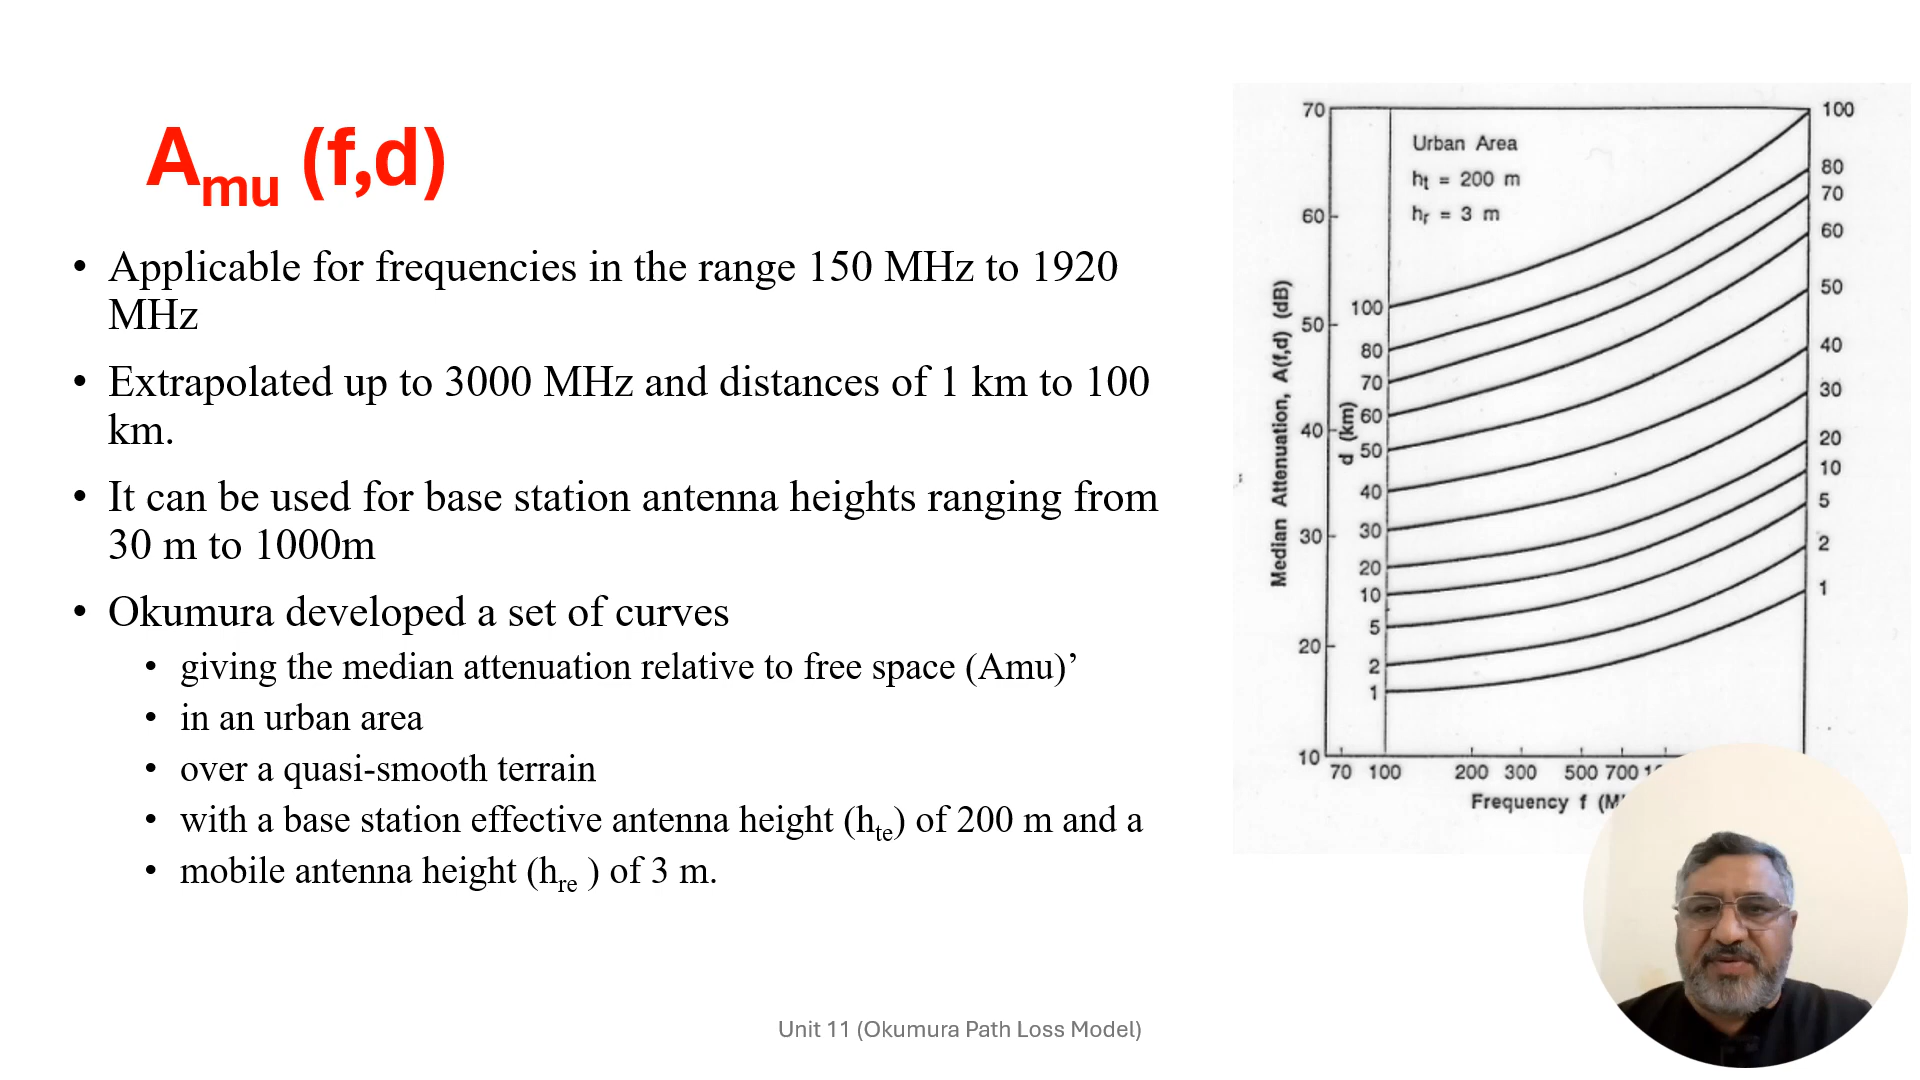 A_mu (f,d)
• Applicable for frequencies in the range 150 MHz to 1920
MHz
• Extrapolated up to 3000 MHz and distances of 1 km to 100
km.
• It can be used for base station antenna heights ranging from
30 m to 1000m
• Okumura developed a set of curves
• giving the median attenuation relative to free space (Amu)’
• in an urban area
• over a quasi-smooth terrain
• with a base station effective antenna height (h_te) of 200 m and a
• mobile antenna height (h_re ) of 3 m.
Urban Area
h_t = 200 m
h_r = 3 m
Median Attenuation, A(f,d) (dB)
70
60
50
40
30
20
10
d (km)
100
80
70
60
50
40
30
20
10
5
2
1
100
80
70
60
50
40
30
20
10
5
2
1
70 100 200 300 500 700
Frequency f
Unit 11 (Okumura Path Loss Model)